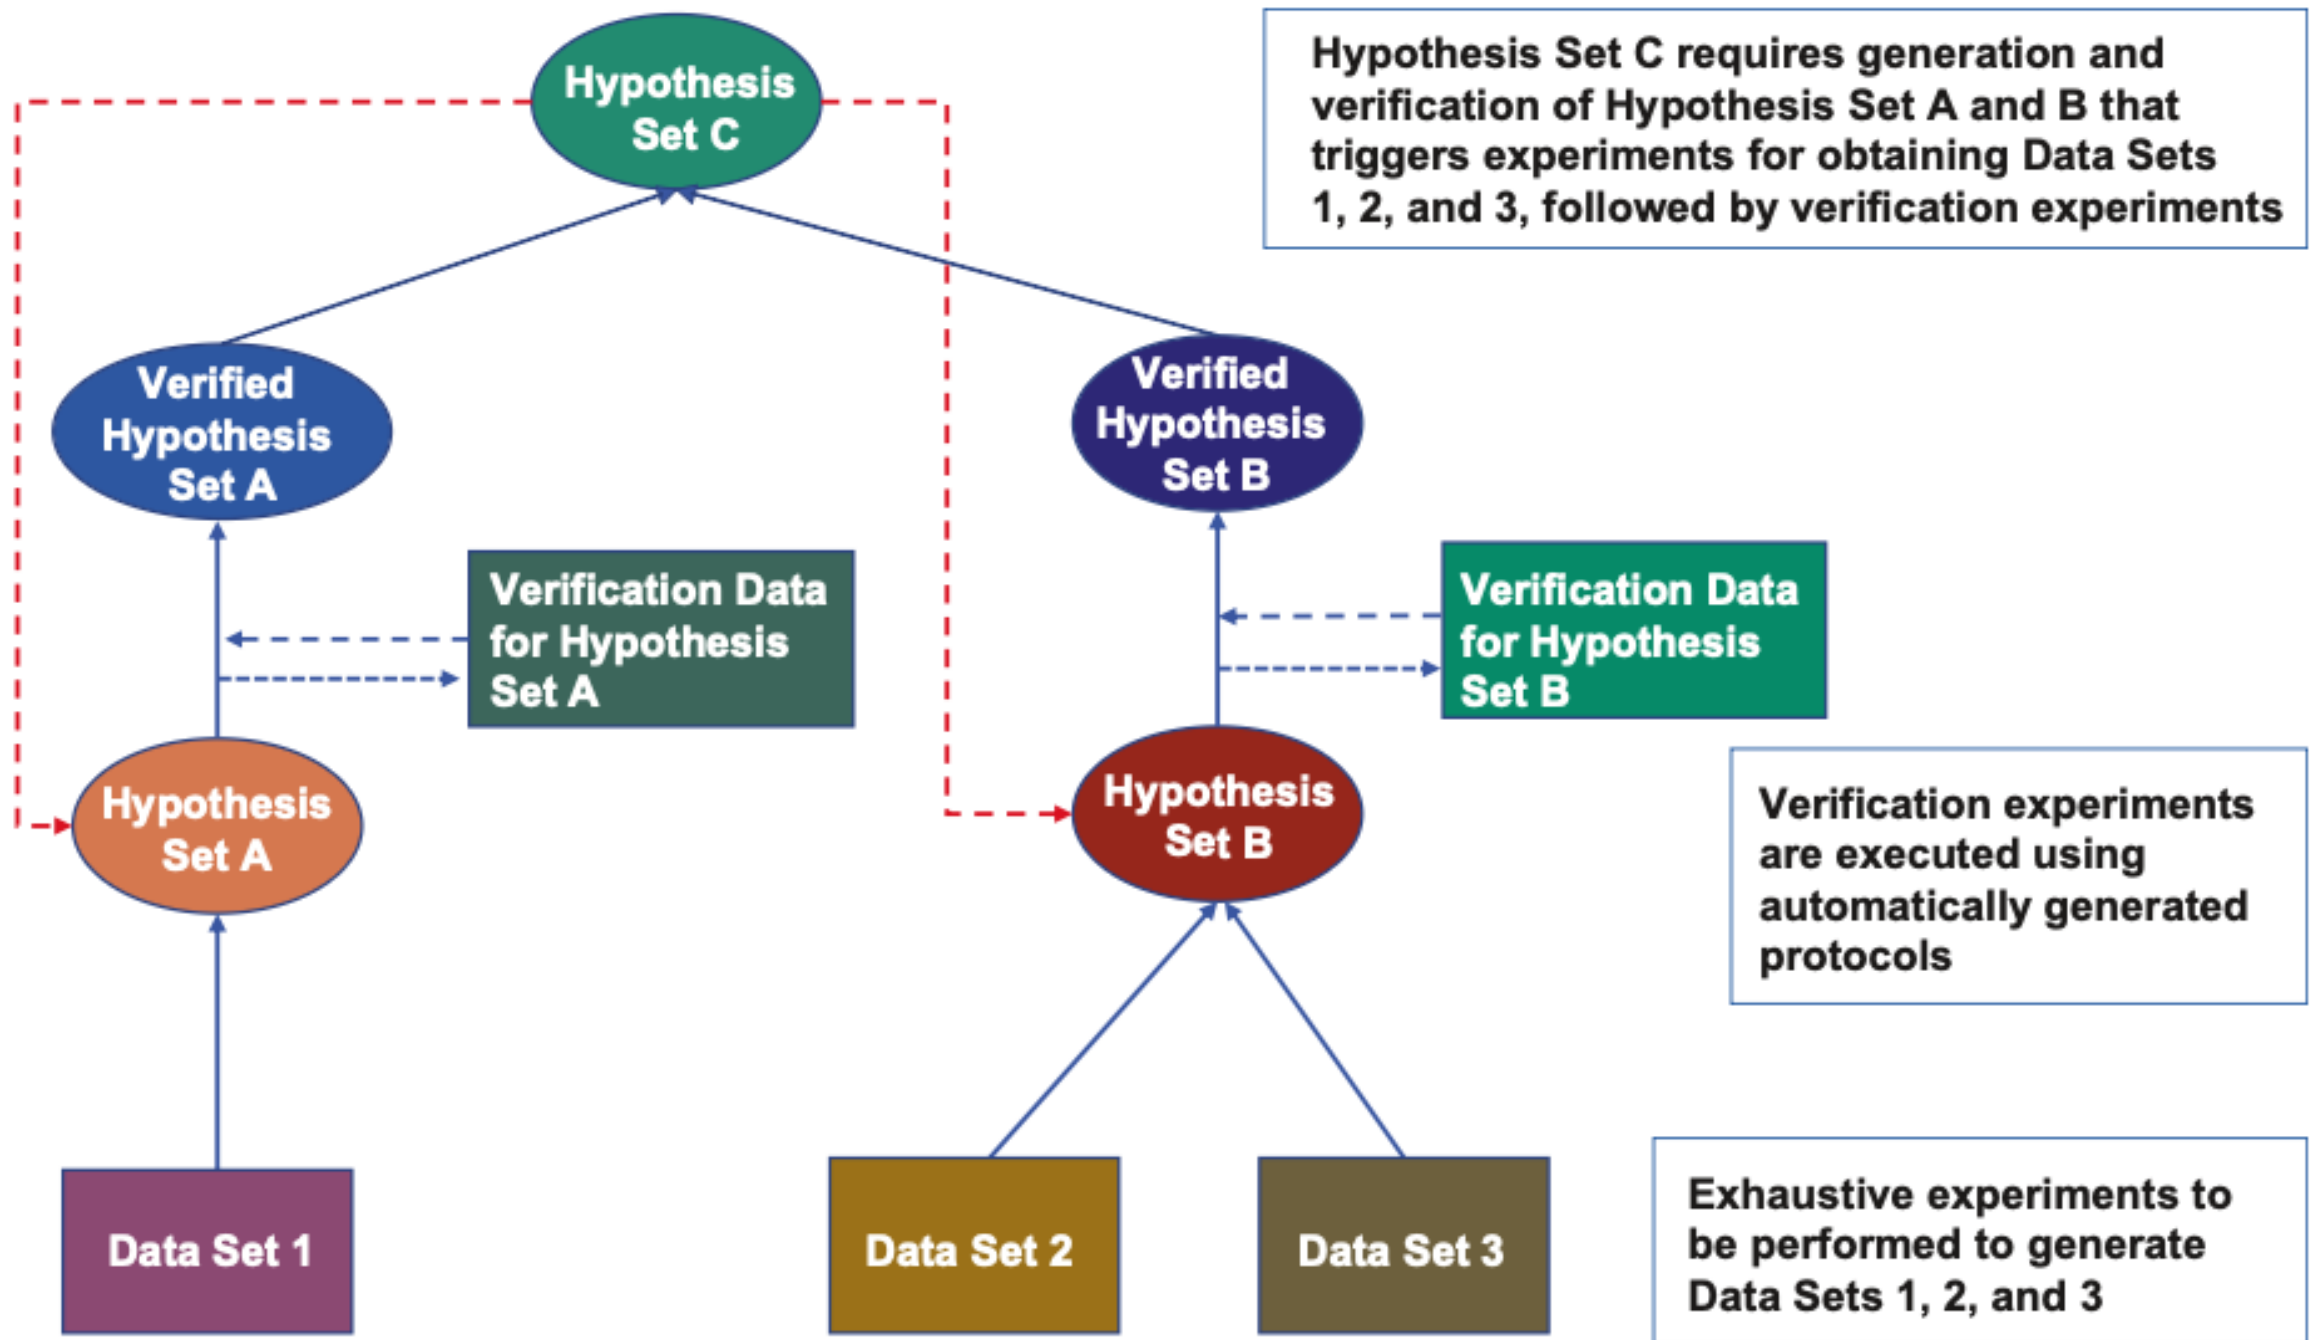 Hypothesis
Set C
Hypothesis Set C requires generation and
verification of Hypothesis Set A and B that
triggers experiments for obtaining Data Sets
1, 2, and 3, followed by verification experiments
Verified
Hypothesis
Set A
Verified
Hypothesis
Set B
Verification Data
for Hypothesis
Set A
Verification Data
for Hypothesis
Set B
Hypothesis
Set A
Hypothesis
Set B
Verification experiments
are executed using
automatically generated
protocols
Data Set 1
Data Set 2
Data Set 3
Exhaustive experiments to
be performed to generate
Data Sets 1, 2, and 3